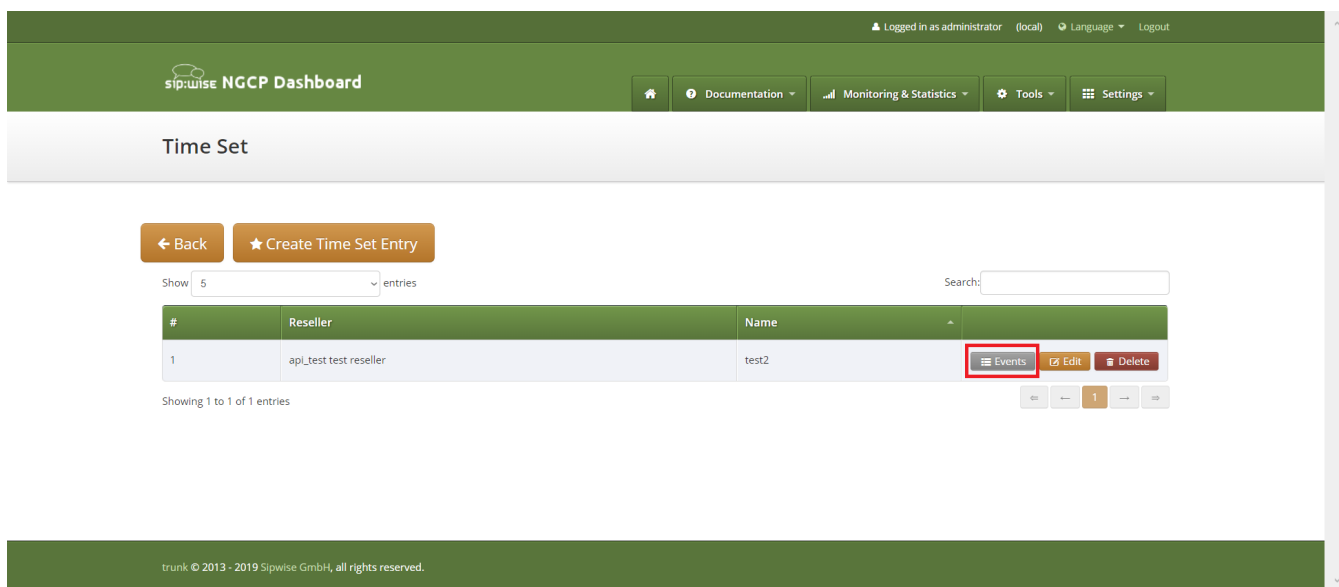 Logged in as administrator (local) Language Logout
sip:wise NGCP Dashboard
Documentation Monitoring & Statistics Tools Settings
Time Set
Back Create Time Set Entry
Show 5 entries Search:
# Reseller Name
1 api_test test reseller test2 Events Edit Delete
Showing 1 to 1 of 1 entries ⇐ ← 1 → ⇒
trunk © 2013 - 2019 Sipwise GmbH, all rights reserved.